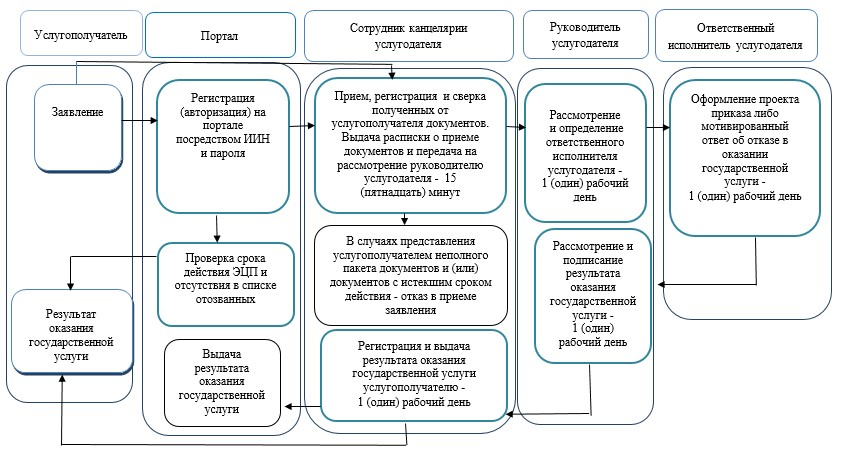 Услугополучатель
Портал
Сотрудник канцелярии
услугодателя
Руководитель
услугодателя
Ответственный
исполнитель услугодателя
Заявление
Регистрация
(авторизация) на
портале
посредством ИИН
и пароля
Прием, регистрация и сверка
полученных от
услугополучателя документов.
Выдача расписки о приеме
документов и передача на
рассмотрение руководителю
услугодателя - 15
(пятнадцать) минут
Рассмотрение
и определение
ответственного
исполнителя
услугодателя -
1 (один) рабочий
день
Оформление проекта
приказа либо
мотивированный
ответ об отказе в
оказании
государственной
услуги -
1 (один) рабочий день
Проверка срока
действия ЭЦП и
отсутствия в списке
отозванных
В случаях представления
услугополучателем неполного
пакета документов и (или)
документов с истекшим сроком
действия - отказ в приеме
заявления
Рассмотрение и
подписание
результата
оказания
государственной
услуги -
1 (один)
рабочий день
Результат
оказания
государственной
услуги
Выдача
результата
оказания
государственной
услуги
Регистрация и выдача
результата оказания
государственной услуги
услугополучателю -
1 (один) рабочий день